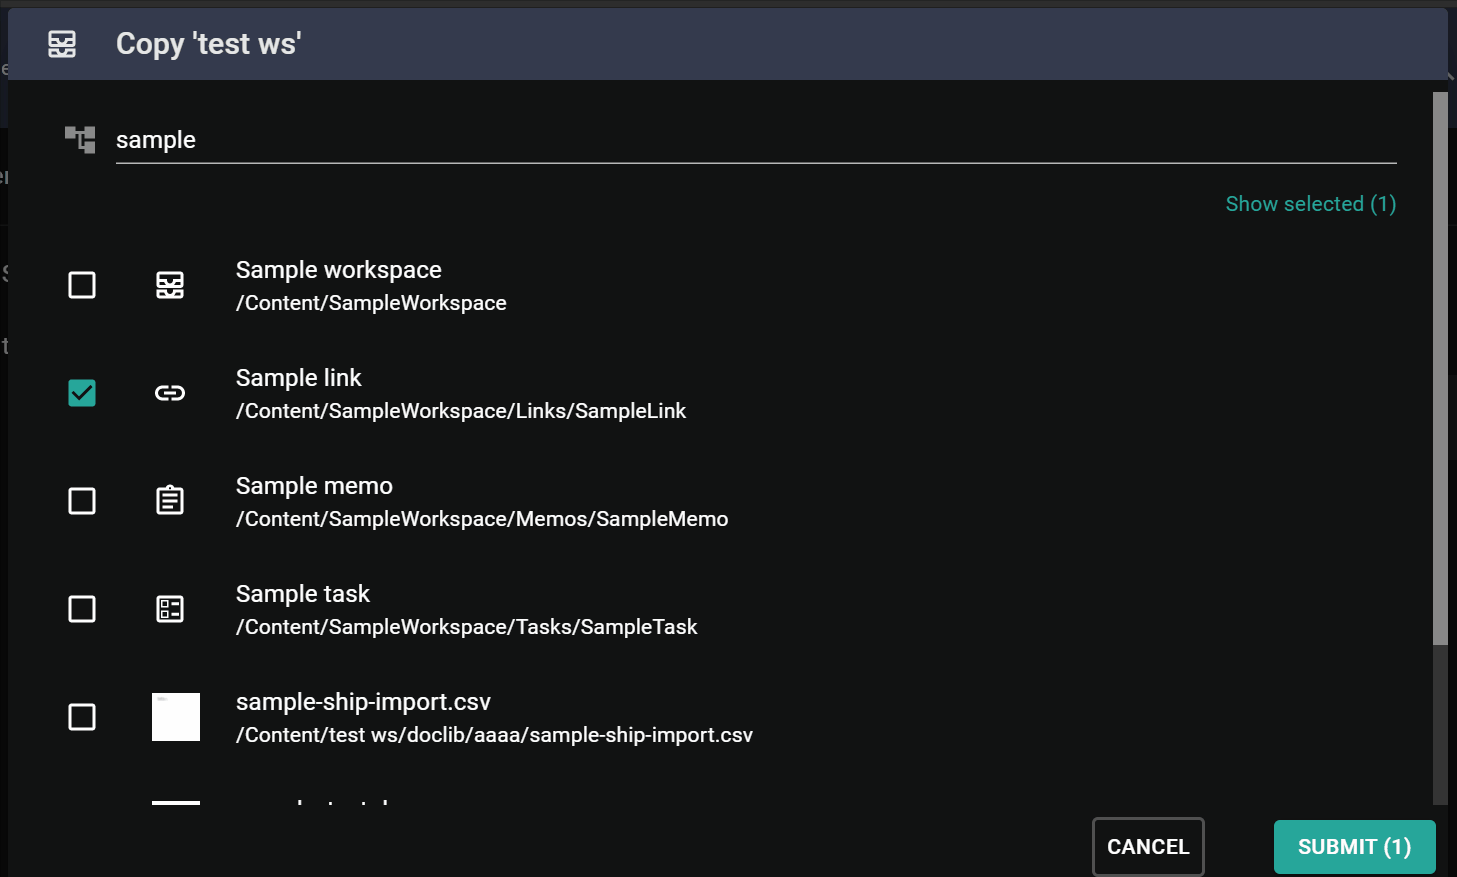 Copy 'test ws'
sample
Show selected (1)
Sample workspace
/Content/SampleWorkspace
Sample link
/Content/SampleWorkspace/Links/SampleLink
Sample memo
/Content/SampleWorkspace/Memos/SampleMemo
Sample task
/Content/SampleWorkspace/Tasks/SampleTask
sample-ship-import.csv
/Content/test ws/doclib/aaaa/sample-ship-import.csv
CANCEL
SUBMIT (1)